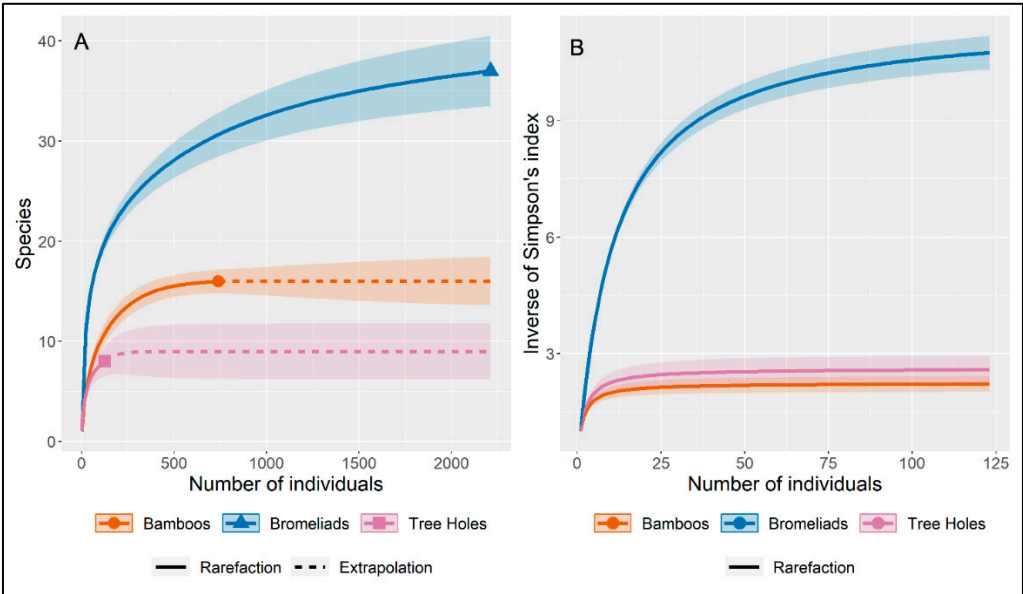 A
Species
40
30
20
10
0
0 500 1000 1500 2000
Number of individuals
Bamboos Bromeliads Tree Holes
Rarefaction Extrapolation
B
Inverse of Simpson's index
9
6
3
0 25 50 75 100 125
Number of individuals
Bamboos Bromeliads Tree Holes
Rarefaction